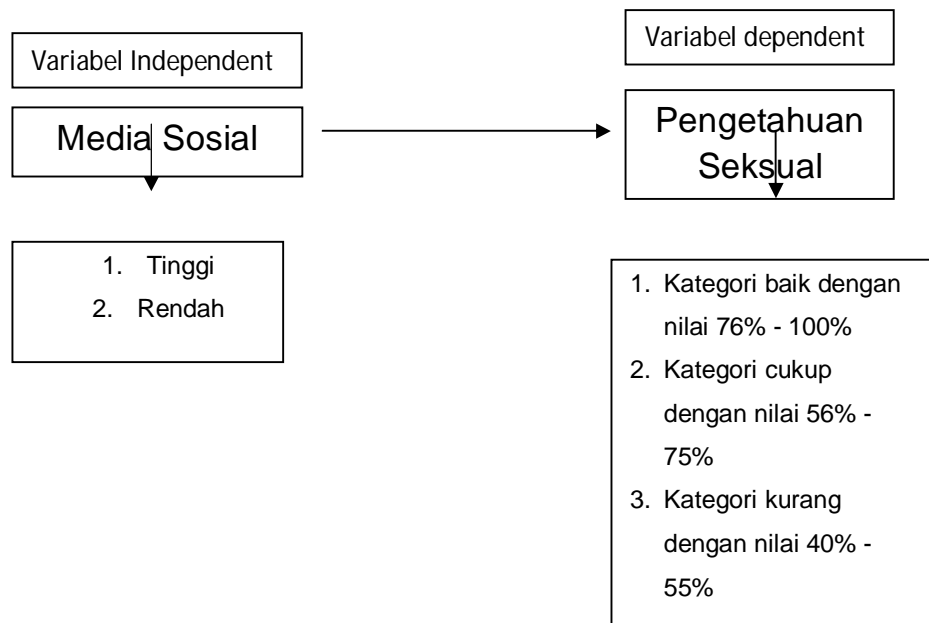 Variabel Independent
Variabel dependent
Media Sosial
Pengetahuan
Seksual
1. Tinggi
2. Rendah
1. Kategori baik dengan
nilai 76% - 100%
2. Kategori cukup
dengan nilai 56% -
75%
3. Kategori kurang
dengan nilai 40% -
55%